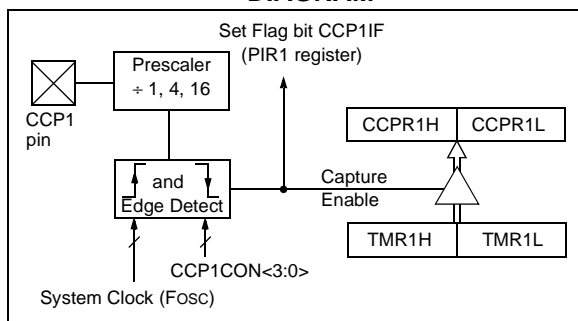 DIAGRAM
Set Flag bit CCP1IF
(PIR1 register)
Prescaler
÷ 1, 4, 16
CCP1
pin
CCPR1H
CCPR1L
and
Edge Detect
Capture
Enable
TMR1H
TMR1L
CCP1CON<3:0>
System Clock (FOSC)